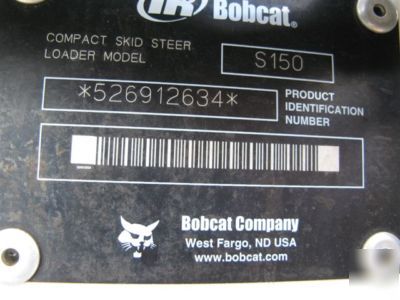 IR Bobcat®
COMPACT SKID STEER
LOADER MODEL
S150
*526912634*
PRODUCT
IDENTIFICATION
NUMBER
Bobcat Company
West Fargo, ND USA
www.bobcat.com